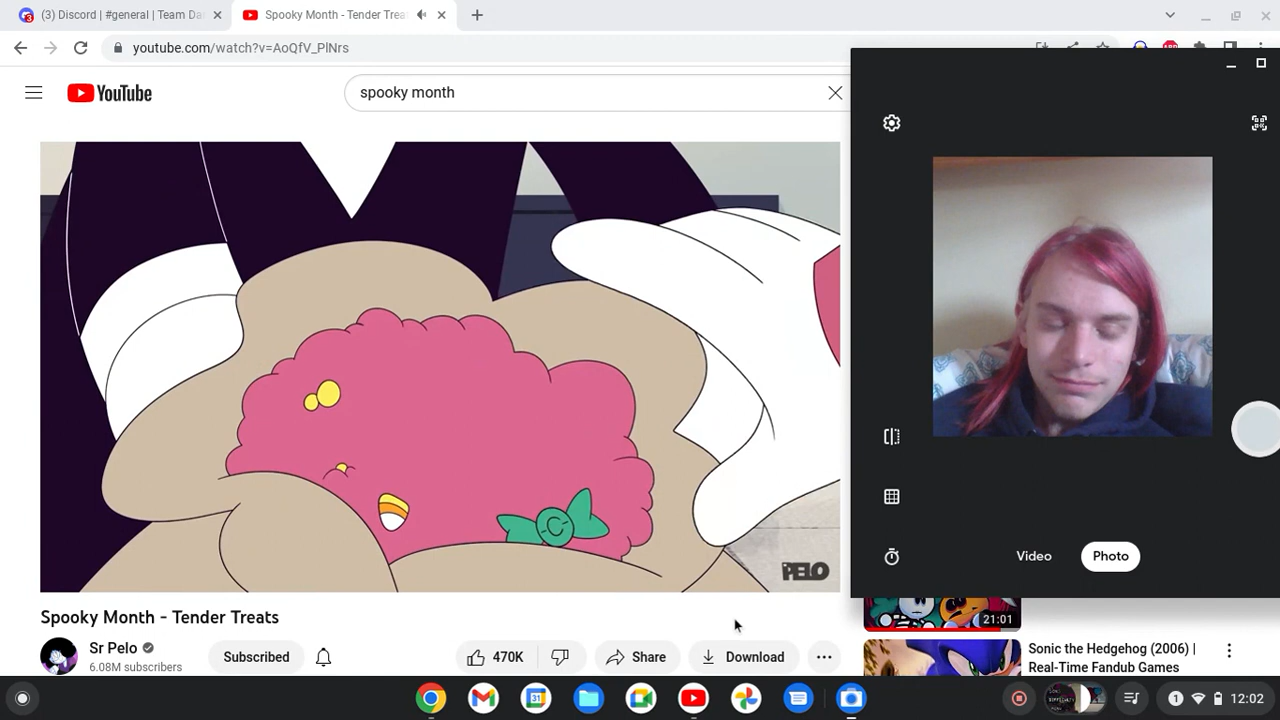 (3) Discord | #general | Team Da
Spooky Month - Tender Trea
youtube.com/watch?v=AoQfV_PlNrs
YouTube
spooky month
PELO
Video
Photo
Spooky Month - Tender Treats
21:01
Sr Pelo
6.08M subscribers
Subscribed
470K
Share
Download
Sonic the Hedgehog (2006) |
Real-Time Fandub Games
31
1
12:02